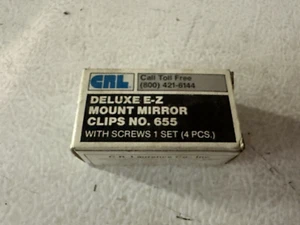 CRL
Call Toll Free
(800) 421-6144
DELUXE E-Z
MOUNT MIRROR
CLIPS NO. 655
WITH SCREWS 1 SET (4 PCS.)